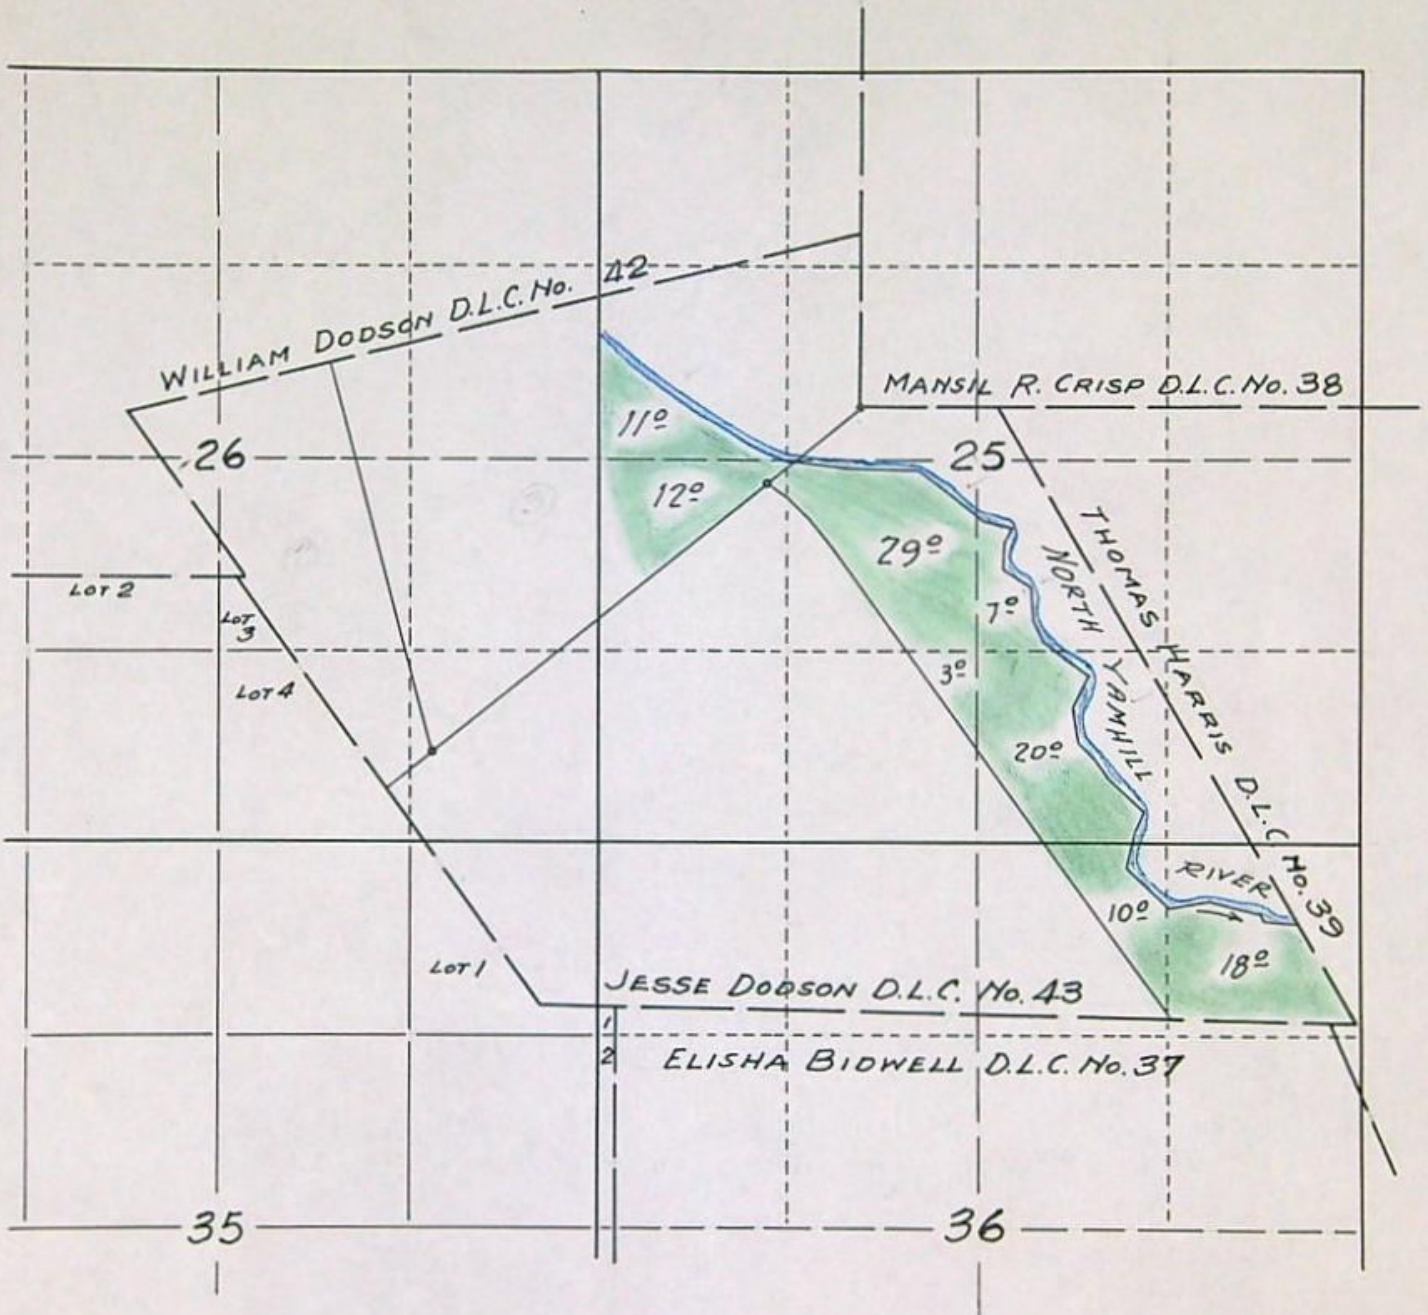 WILLIAM DODSON D.L.C. No. 42
MANSIL R. CRISP D.L.C. No. 38
11º
26
25
12º
THOMAS HARRIS D.L.C No. 39
29º
NORTH YAMHILL RIVER
LOT 2
LOT 3
7º
3º
LOT 4
20º
10º
18º
LOT 1
JESSE DODSON D.L.C. No. 43
1
2
ELISHA BIDWELL D.L.C. No. 37
35
36